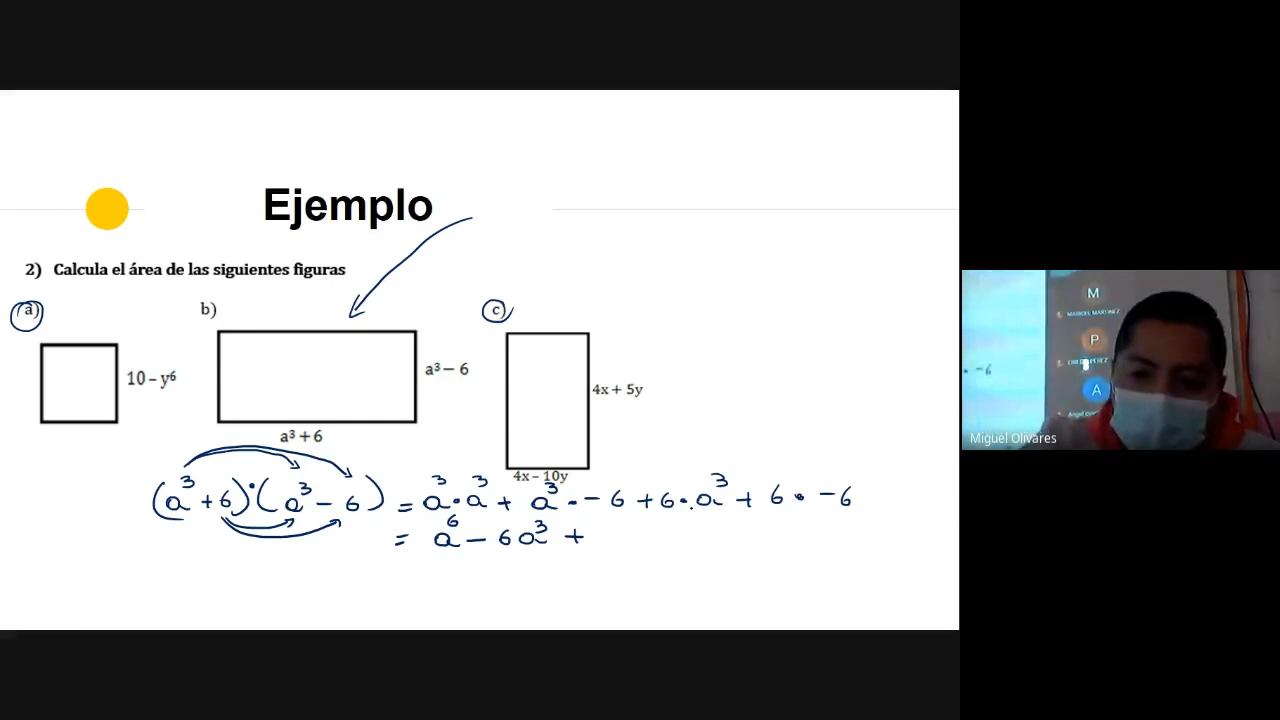 Ejemplo
2) Calcula el área de las siguientes figuras
a) b) c)
10 – y⁶
a³ – 6
4x + 5y
a³ + 6
4x – 10y
(a³ + 6) · (a³ – 6) = a³ · a³ + a³ · – 6 + 6 · a³ + 6 · – 6
= a⁶ – 6a³ +
M
P
A
· -6
Miguel Olivares